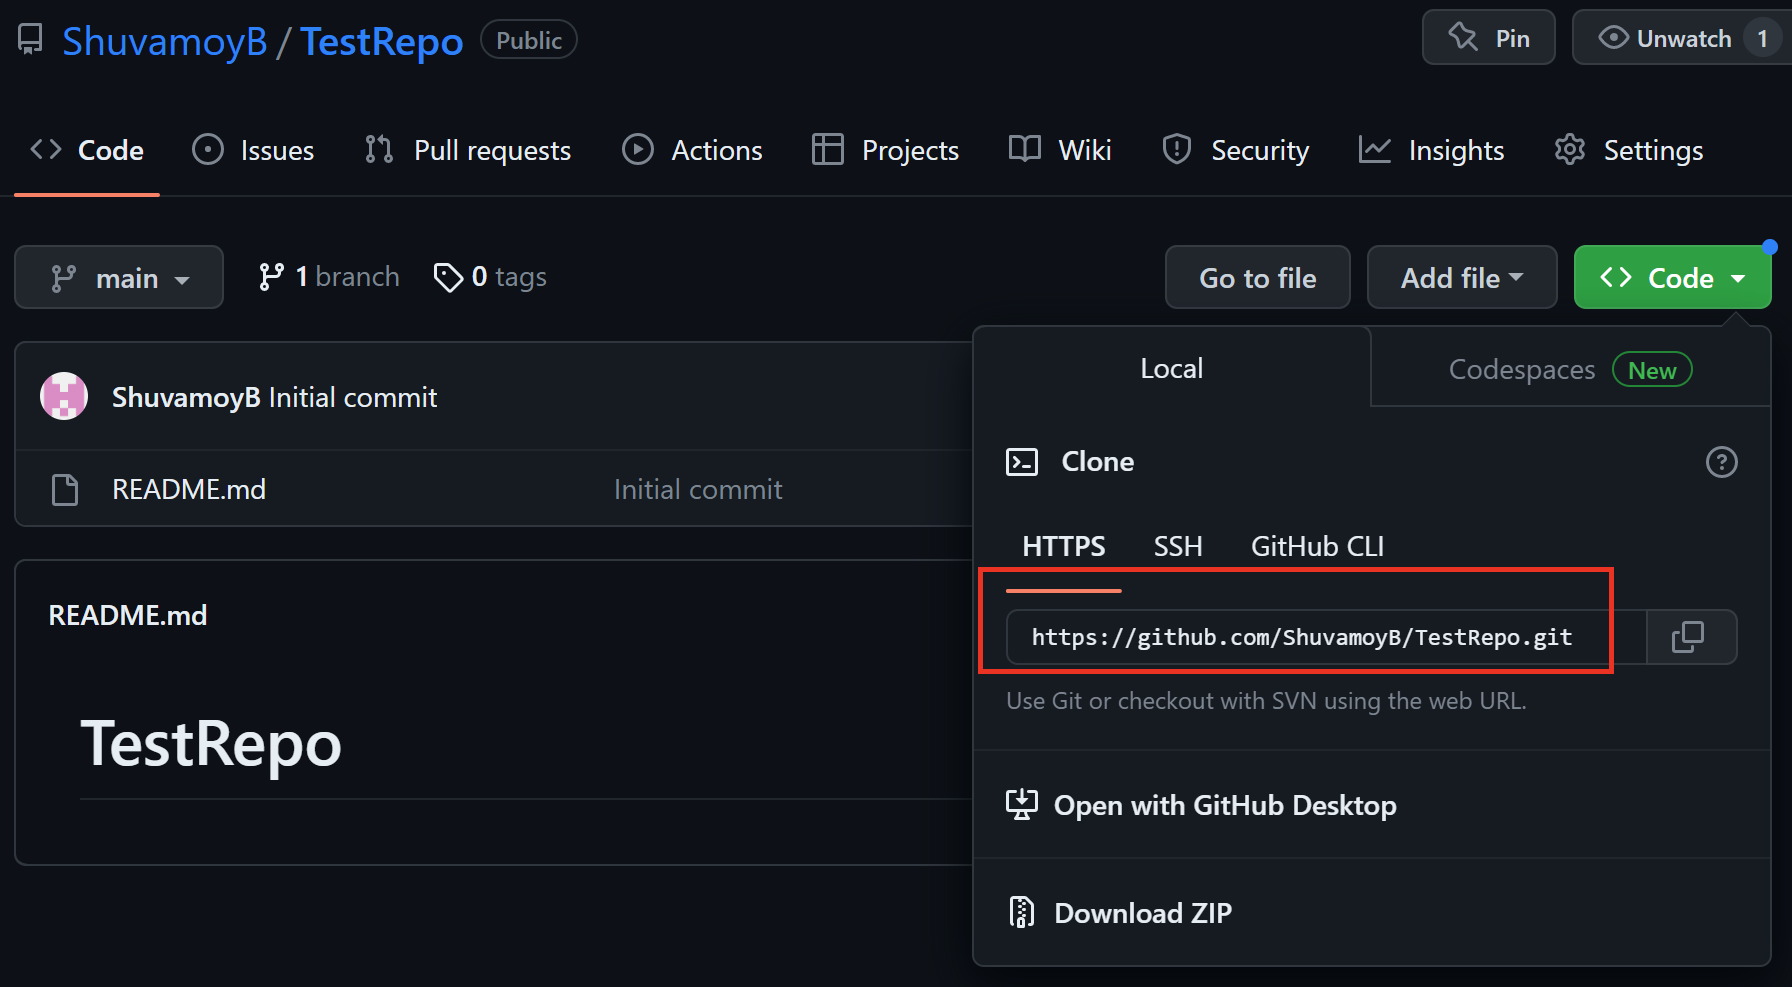 ShuvamoyB / TestRepo Public Pin Unwatch 1
Code Issues Pull requests Actions Projects Wiki Security Insights Settings
main 1 branch 0 tags Go to file Add file Code
Local Codespaces New
ShuvamoyB Initial commit
README.md Initial commit
Clone
HTTPS SSH GitHub CLI
https://github.com/ShuvamoyB/TestRepo.git
Use Git or checkout with SVN using the web URL.
Open with GitHub Desktop
Download ZIP
README.md
TestRepo